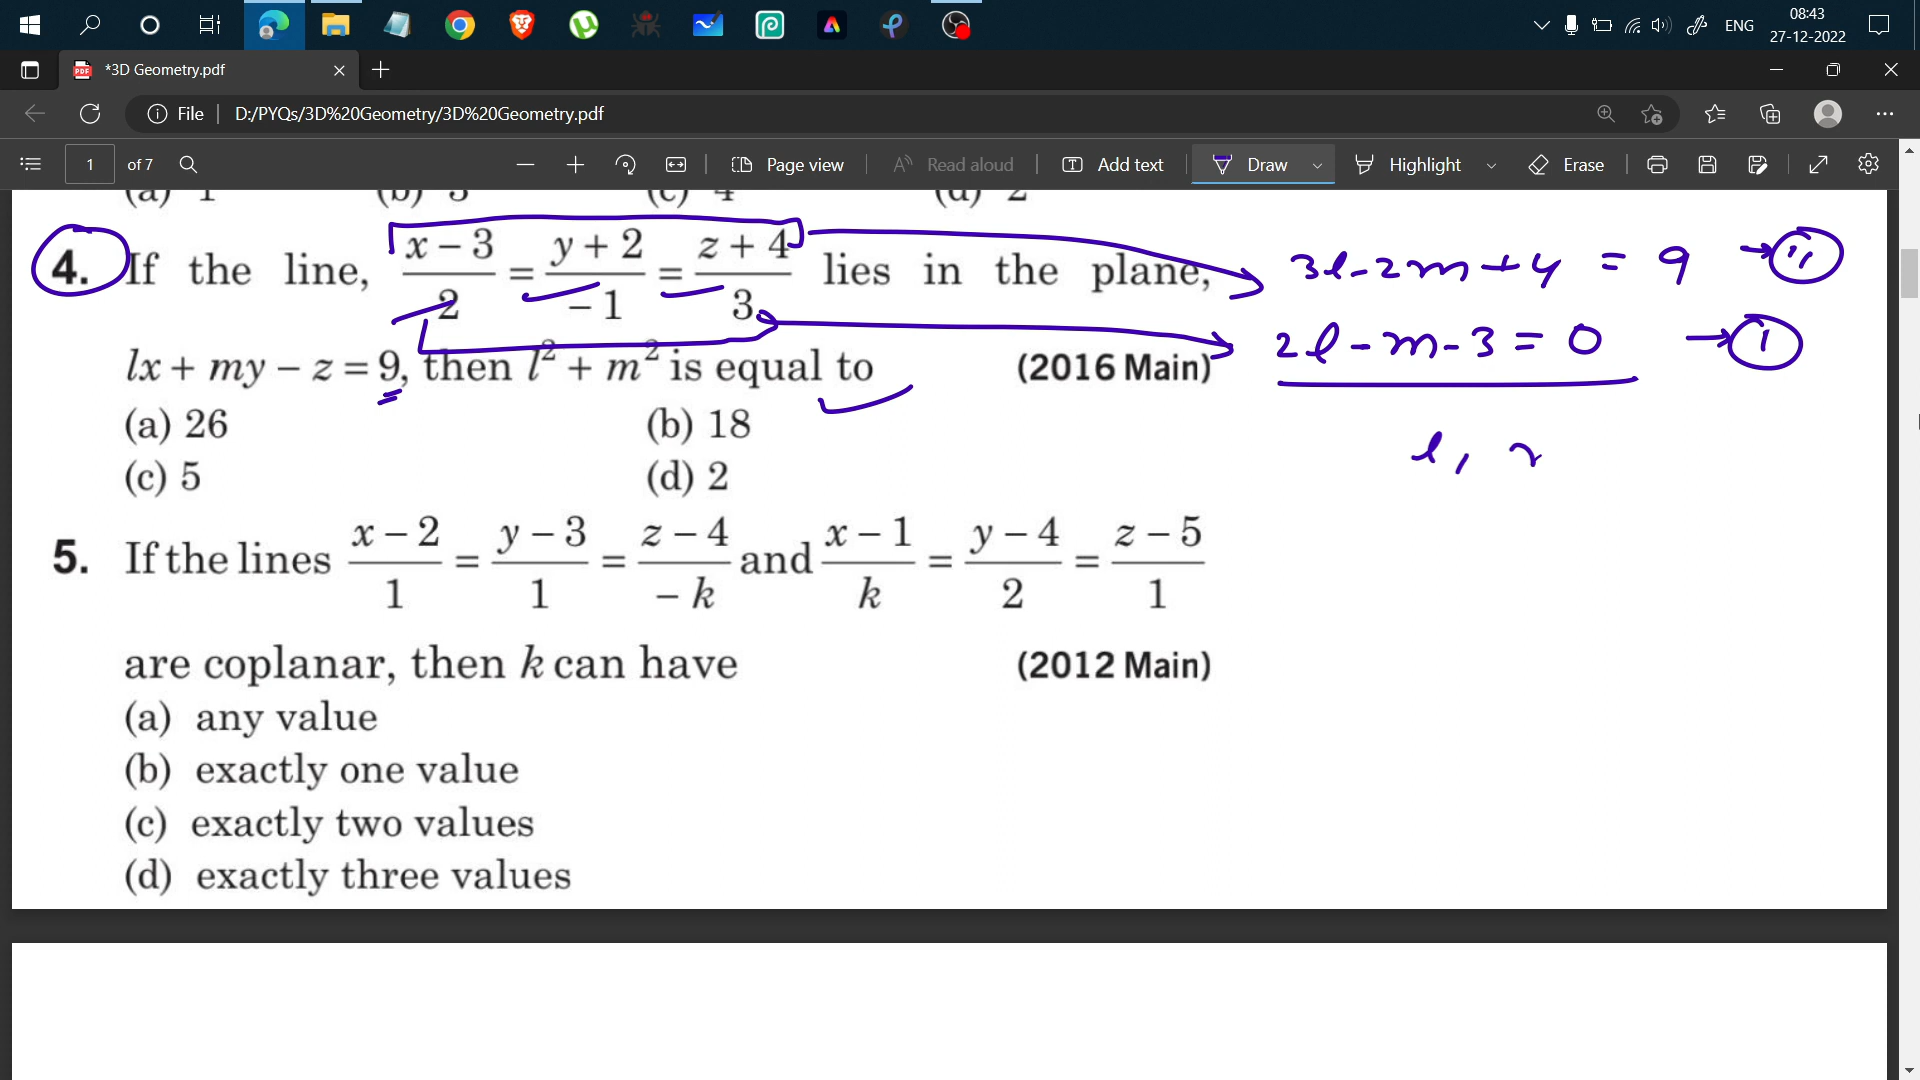 ENG
08:43
27-12-2022
*3D Geometry.pdf
File | D:/PYQs/3D%20Geometry/3D%20Geometry.pdf
1 of 7
Page view
Read aloud
Add text
Draw
Highlight
Erase
(a) 1 (b) 3 (c) 4 (d) 2
4. If the line, (x – 3)/2 = (y + 2)/– 1 = (z + 4)/3 lies in the plane,
3l - 2m + 4 = 9 → (ii)
lx + my – z = 9, then l² + m² is equal to (2016 Main)
2l - m - 3 = 0 → (1)
(a) 26 (b) 18
l,
(c) 5 (d) 2
5. If the lines (x – 2)/1 = (y – 3)/1 = (z – 4)/– k and (x – 1)/k = (y – 4)/2 = (z – 5)/1
are coplanar, then k can have (2012 Main)
(a) any value
(b) exactly one value
(c) exactly two values
(d) exactly three values